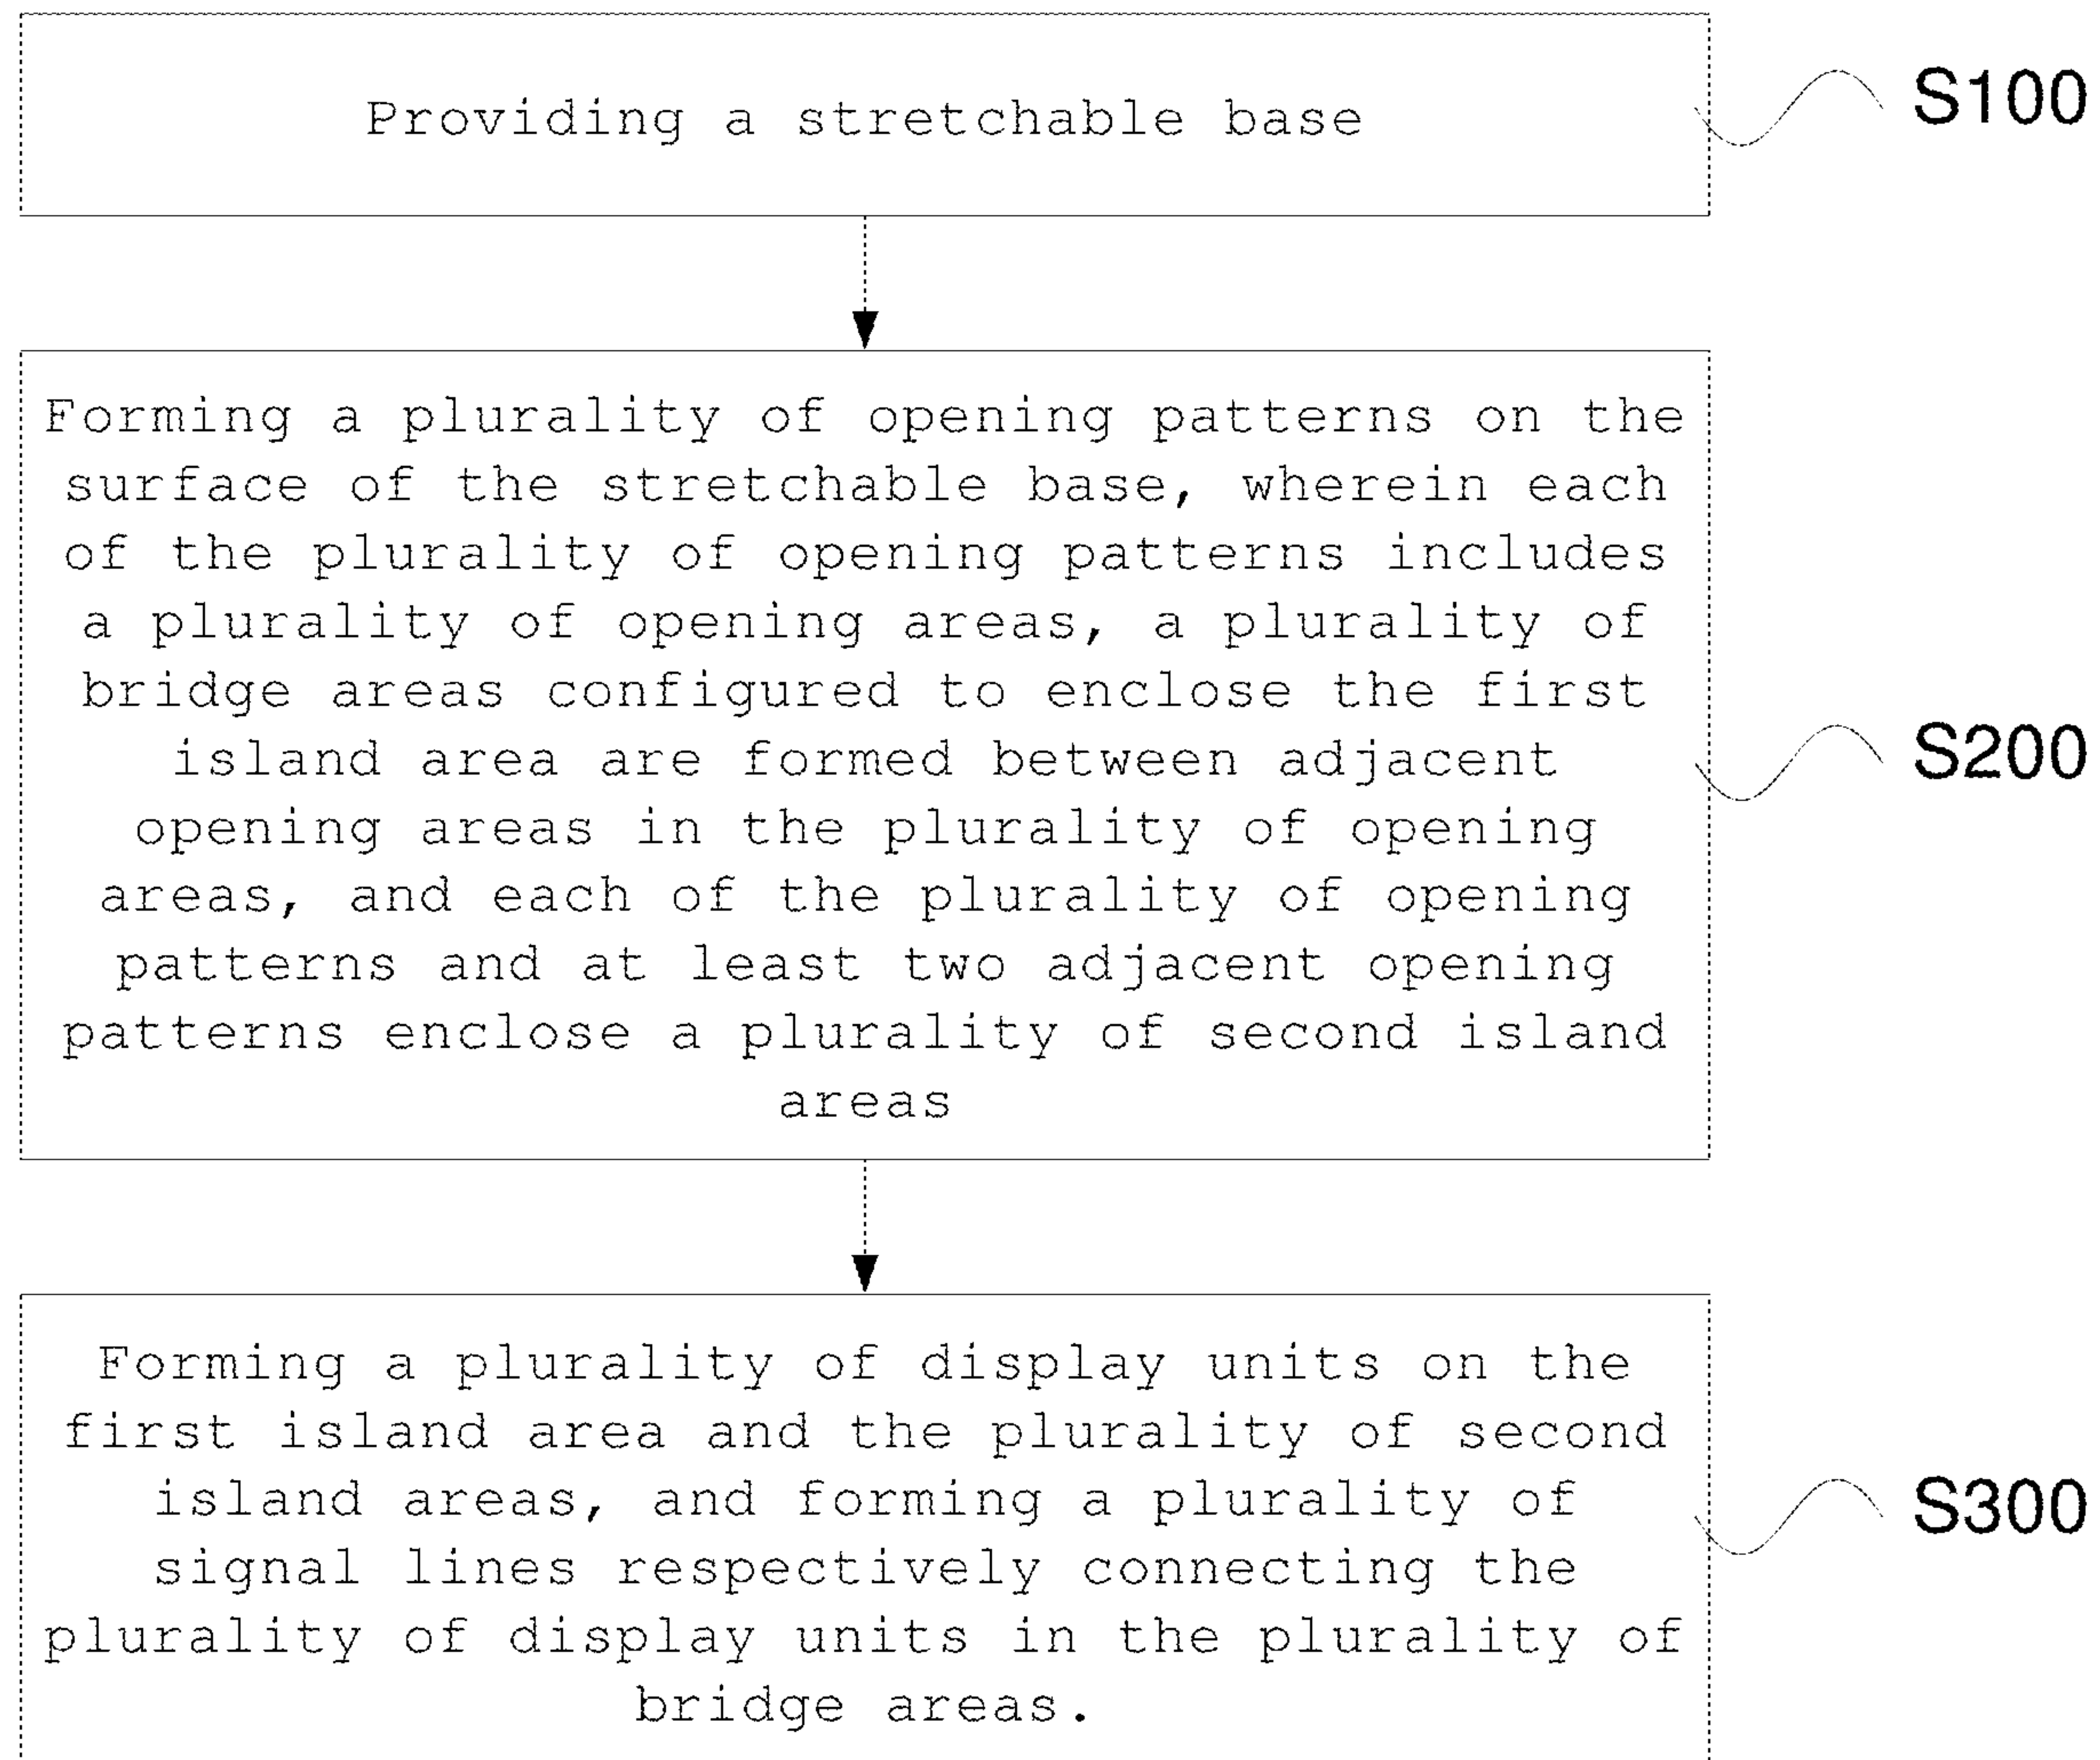 Providing a stretchable base
S100
Forming a plurality of opening patterns on the
surface of the stretchable base, wherein each
of the plurality of opening patterns includes
a plurality of opening areas, a plurality of
bridge areas configured to enclose the first
island area are formed between adjacent
opening areas in the plurality of opening
areas, and each of the plurality of opening
patterns and at least two adjacent opening
patterns enclose a plurality of second island
areas
S200
Forming a plurality of display units on the
first island area and the plurality of second
island areas, and forming a plurality of
signal lines respectively connecting the
plurality of display units in the plurality of
bridge areas.
S300